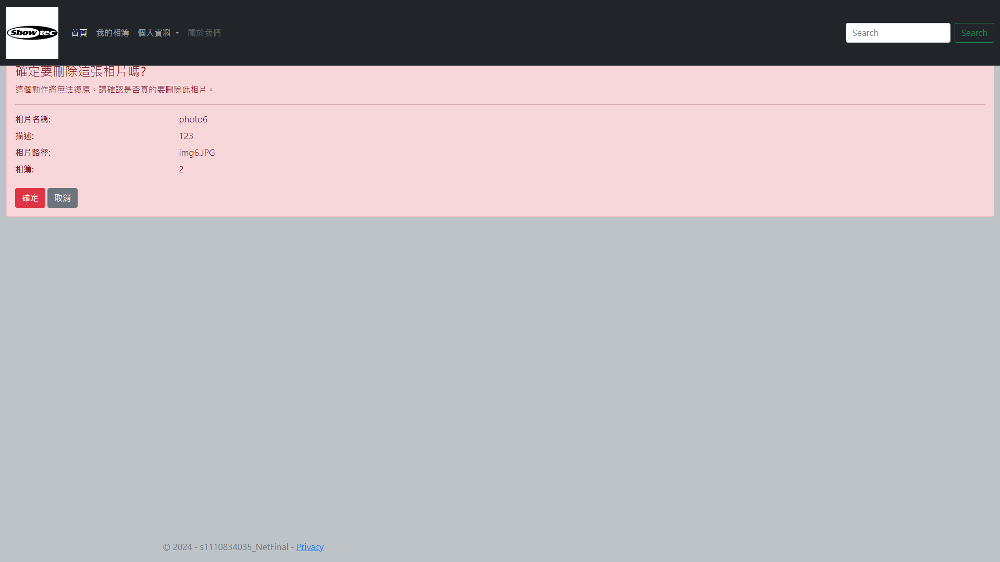 Showtec
首頁 我的相簿 個人資料 關於我們 Search Search
確定要刪除這張相片嗎?
這個動作將無法復原。請確認是否真的要刪除此相片。
相片名稱: photo6
描述: 123
相片路徑: img6.JPG
相簿: 2
確定 取消
© 2024 - s1110834035_NetFinal - Privacy